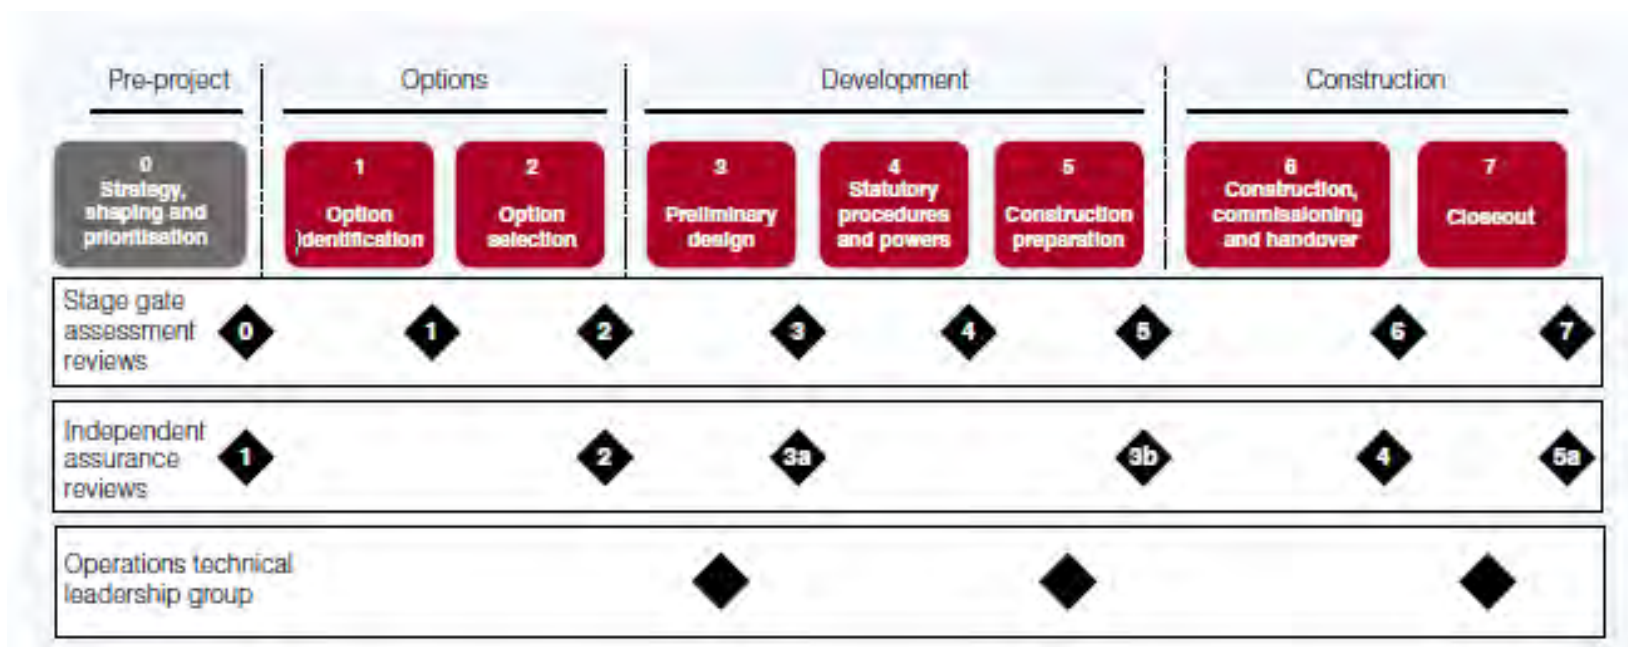 Pre-project
Options
Development
Construction
0
Strategy,
shaping and
prioritisation
1
Option
identification
2
Option
selection
3
Preliminary
design
4
Statutory
procedures
and powers
5
Construction
preparation
6
Construction,
commissioning
and handover
7
Closeout
Stage gate
assessment
reviews
0 1 2 3 4 5 6 7
Independent
assurance
reviews
1 2 3a 3b 4 5a
Operations technical
leadership group